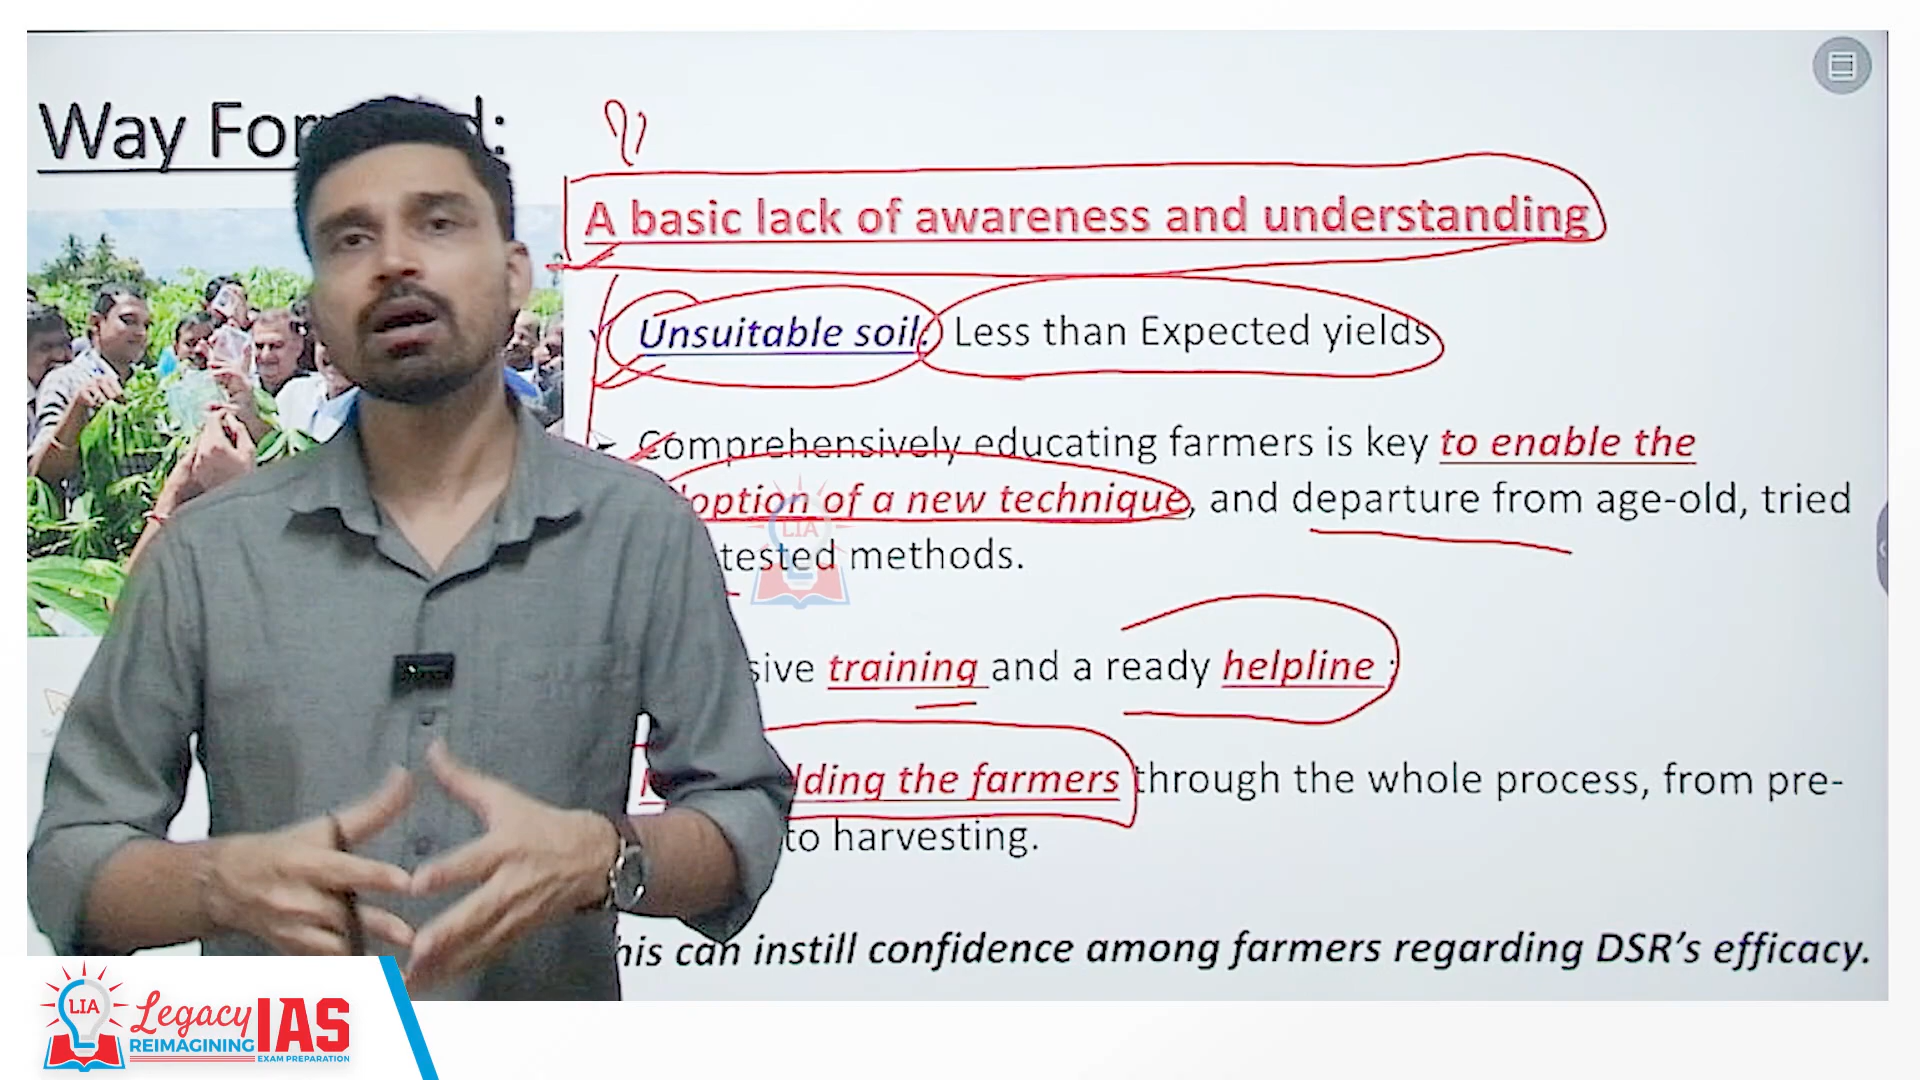 Way For d:
A basic lack of awareness and understanding
Unsuitable soil: Less than Expected yields
Comprehensively educating farmers is key to enable the
option of a new technique, and departure from age-old, tried
tested methods.
sive training and a ready helpline
lding the farmers through the whole process, from pre-
to harvesting.
his can instill confidence among farmers regarding DSR's efficacy.
LIA
LIA
Legacy IAS
REIMAGINING
EXAM PREPARATION